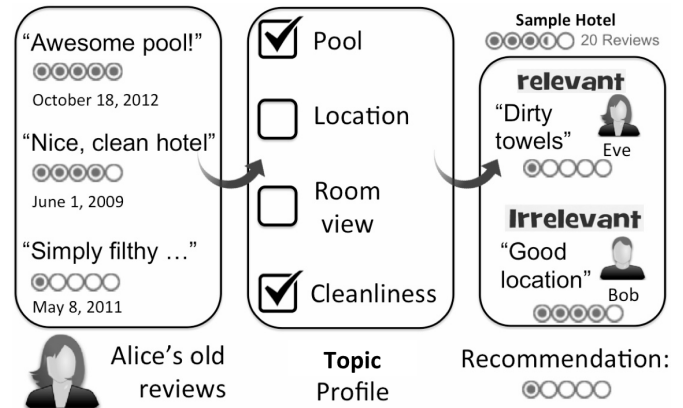 “Awesome pool!”
October 18, 2012
“Nice, clean hotel”
June 1, 2009
“Simply filthy …”
May 8, 2011
Alice’s old
reviews
Pool
Location
Room
view
Cleanliness
Topic
Profile
Sample Hotel
20 Reviews
relevant
“Dirty
towels”
Eve
Irrelevant
“Good
location”
Bob
Recommendation: